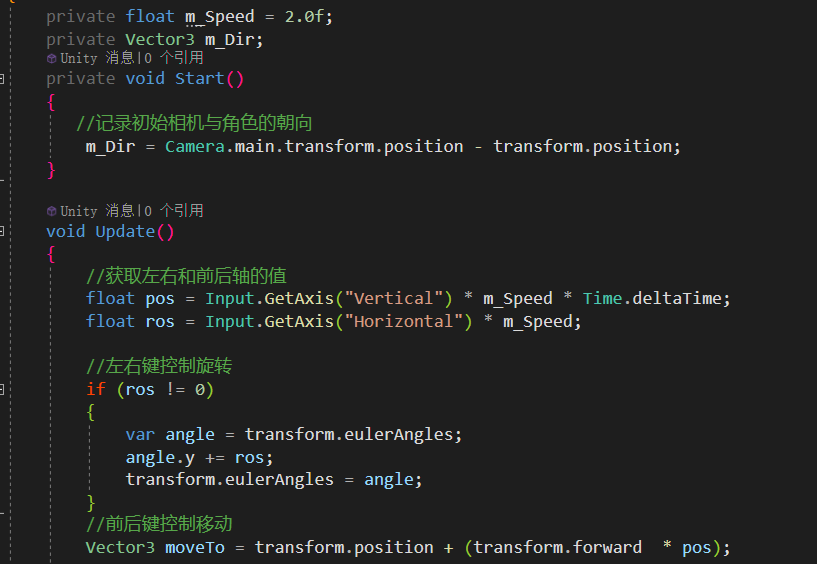 private float m_Speed = 2.0f;
private Vector3 m_Dir;
Unity 消息|0 个引用
private void Start()
{
//记录初始相机与角色的朝向
m_Dir = Camera.main.transform.position - transform.position;
}
Unity 消息|0 个引用
void Update()
{
//获取左右和前后轴的值
float pos = Input.GetAxis("Vertical") * m_Speed * Time.deltaTime;
float ros = Input.GetAxis("Horizontal") * m_Speed;
//左右键控制旋转
if (ros != 0)
{
var angle = transform.eulerAngles;
angle.y += ros;
transform.eulerAngles = angle;
}
//前后键控制移动
Vector3 moveTo = transform.position + (transform.forward  * pos);